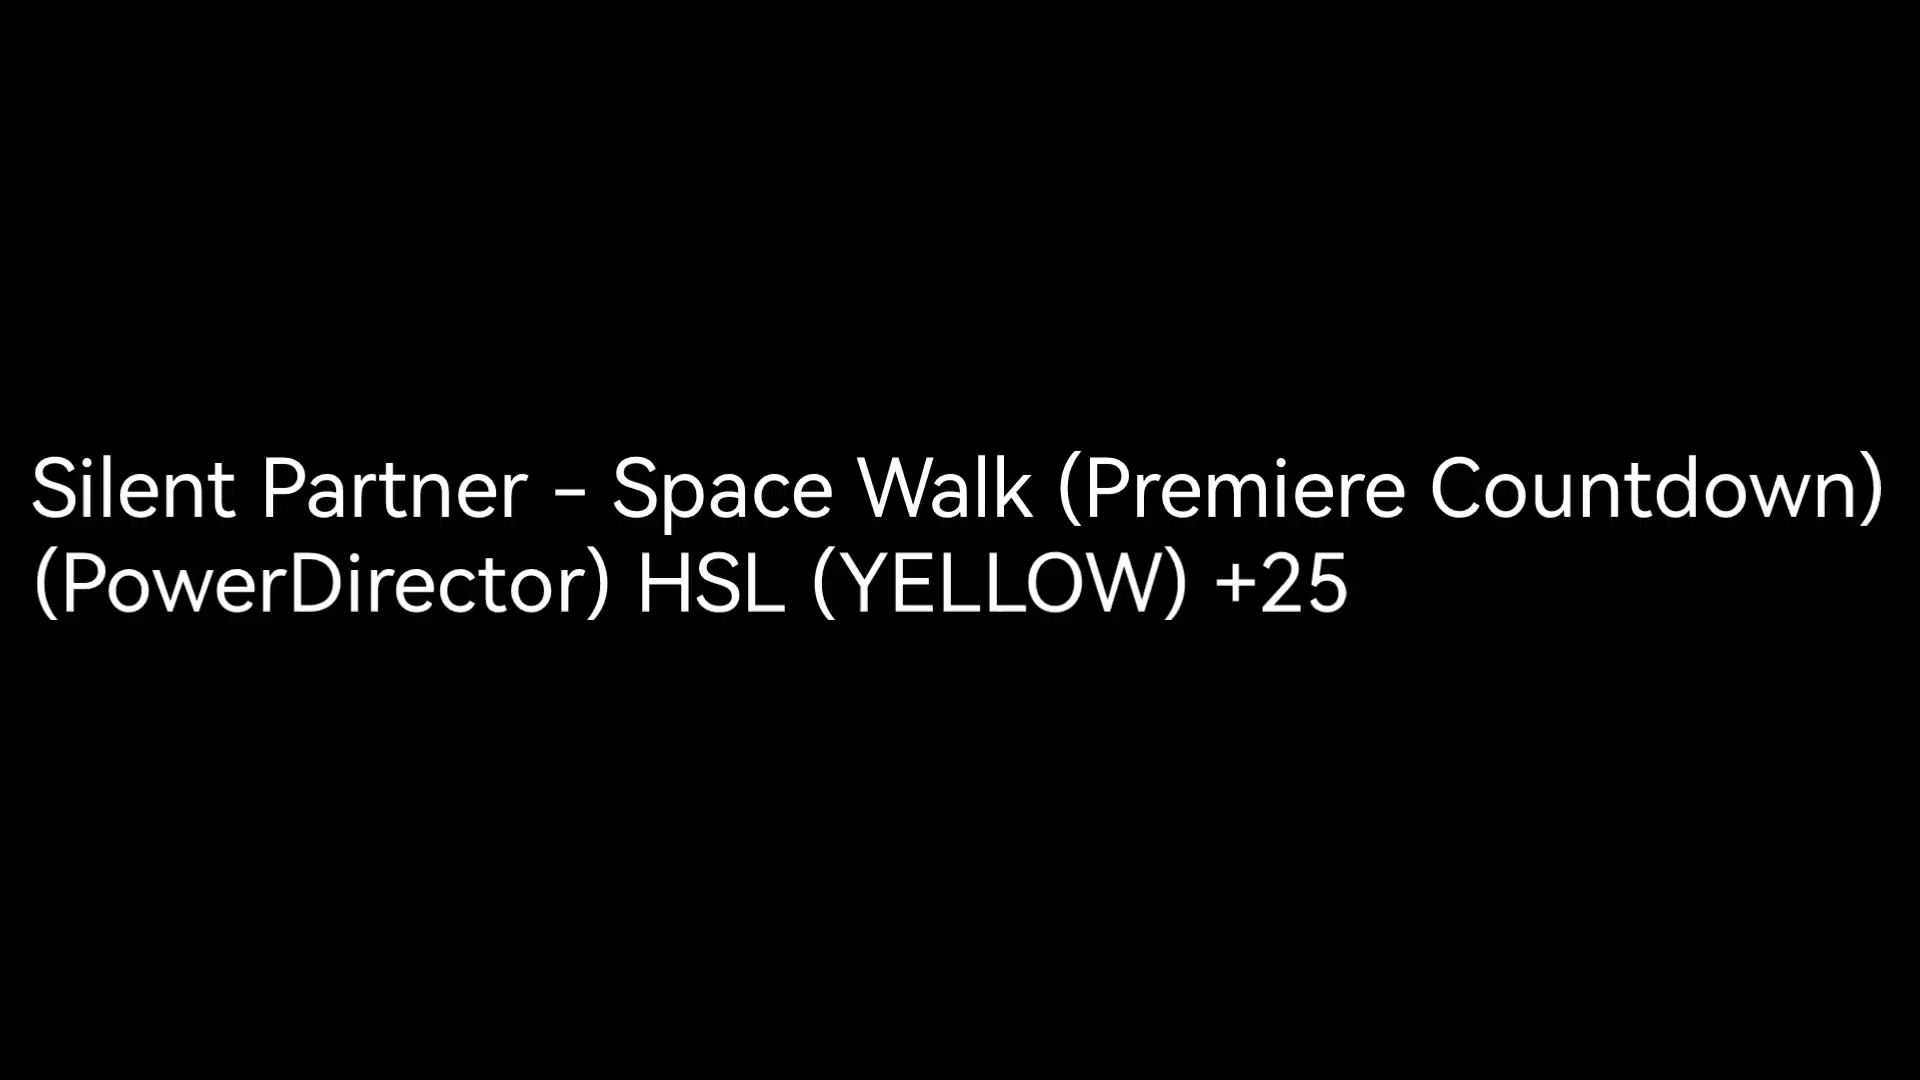 Silent Partner – Space Walk (Premiere Countdown)
(PowerDirector) HSL (YELLOW) +25